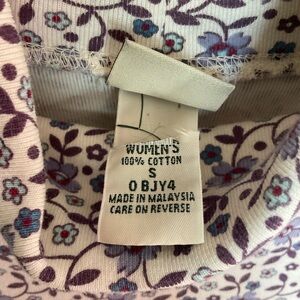 WOMEN'S
100% COTTON
S
0 BJY4
MADE IN MALAYSIA
CARE ON REVERSE